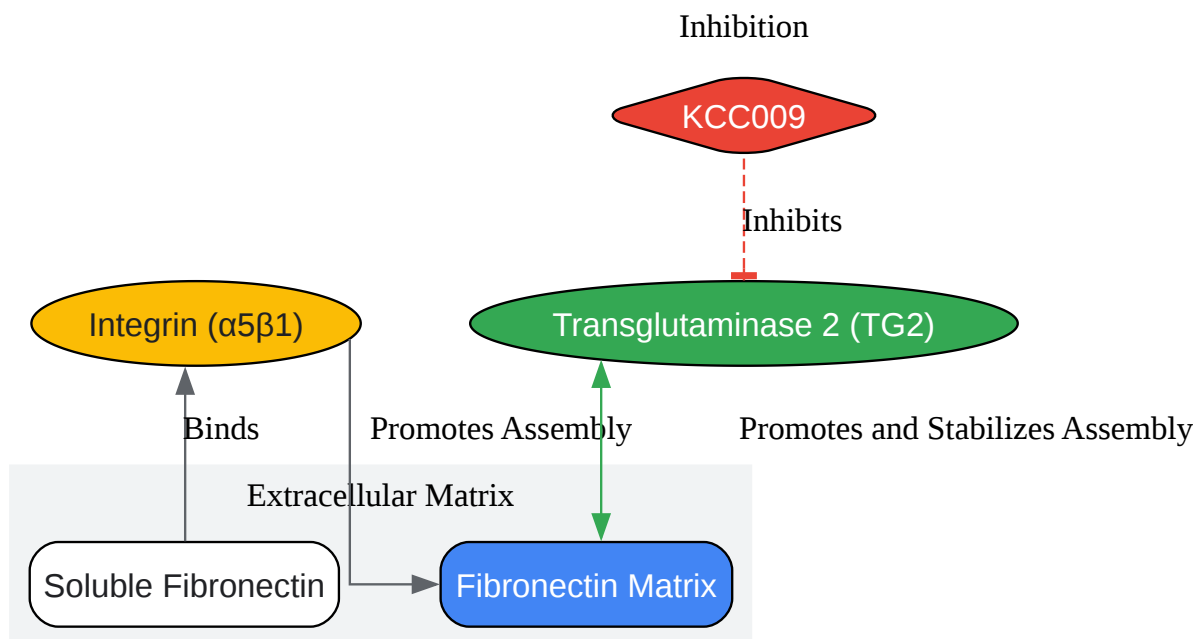 Inhibition
KCC009
Inhibits
Integrin (α5β1)
Transglutaminase 2 (TG2)
Binds
Promotes Assembly
Promotes and Stabilizes Assembly
Extracellular Matrix
Soluble Fibronectin
Fibronectin Matrix